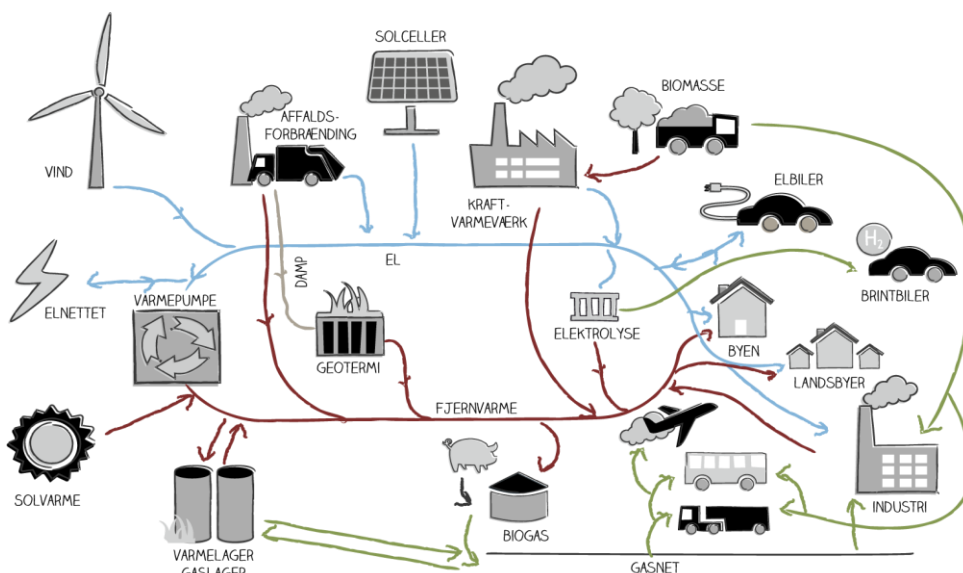 SOLCELLER
BIOMASSE
AFFALDS-
FORBRÆNDING
VIND
KRAFT-
VARMEVÆRK
ELBILER
H₂
EL
DAMP
ELNETTET
VARMEPUMPE
BRINTBILER
ELEKTROLYSE
BYEN
GEOTERMI
LANDSBYER
FJERNVARME
SOLVARME
INDUSTRI
BIOGAS
VARMELAGER
GASLAGER
GASNET